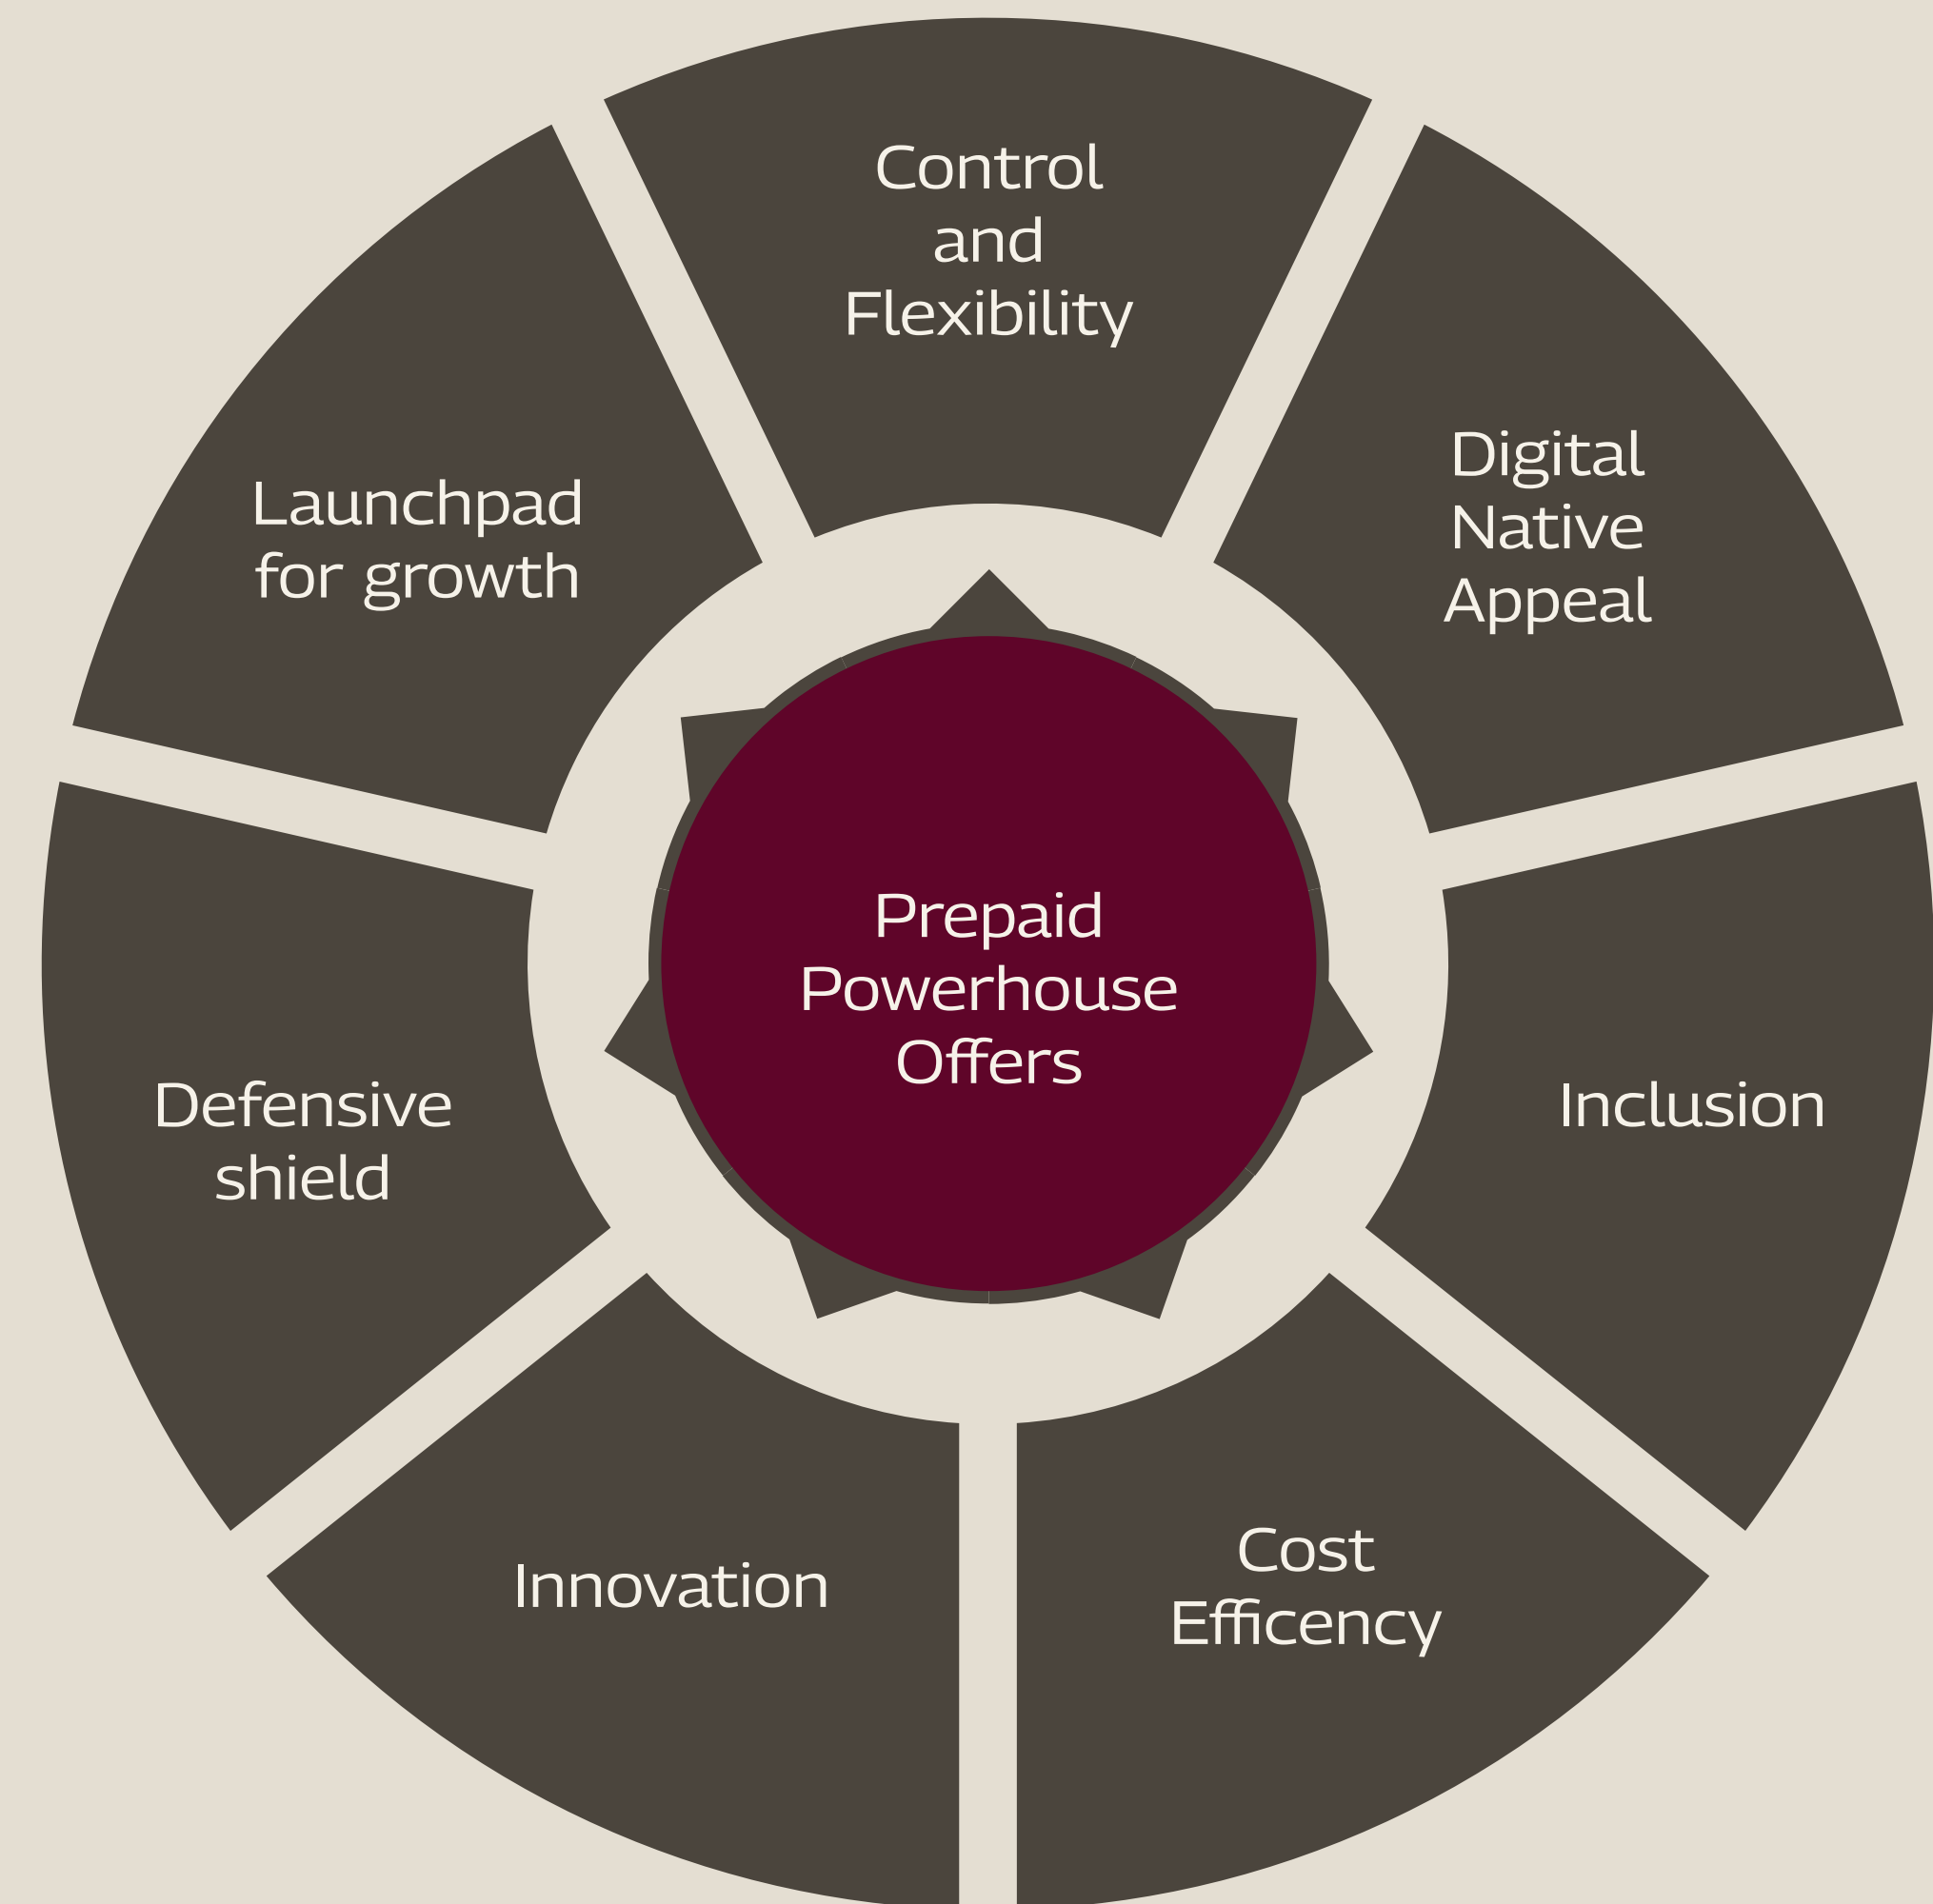 Control
and
Flexibility
Digital
Native
Appeal
Inclusion
Cost
Efficency
Innovation
Defensive
shield
Launchpad
for growth
Prepaid
Powerhouse
Offers